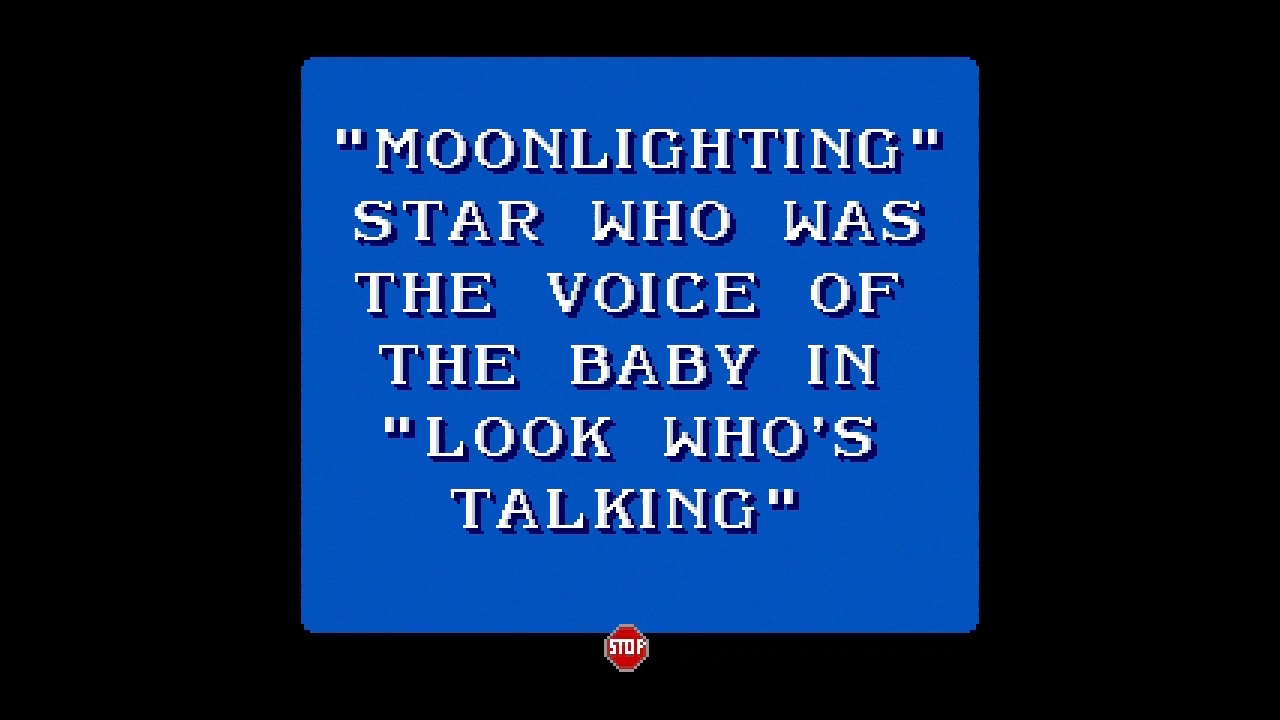 "MOONLIGHTING"
STAR WHO WAS
THE VOICE OF
THE BABY IN
"LOOK WHO'S
TALKING"
STOP